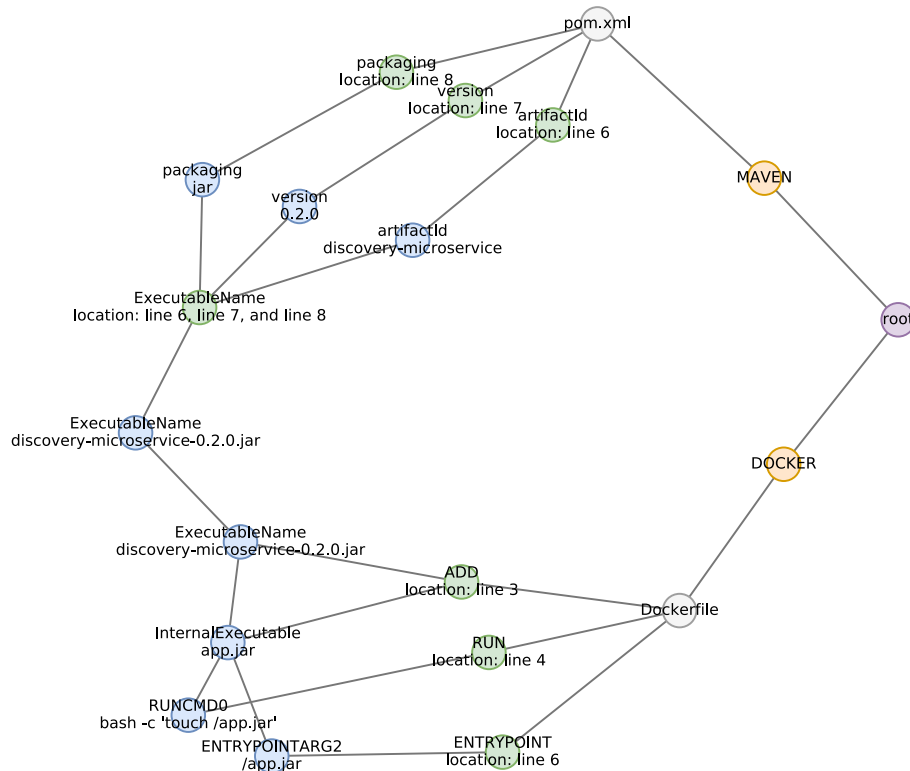 pom.xml
packaging
location: line 8
version
location: line 7
artifactId
location: line 6
packaging
jar
MAVEN
version
0.2.0
artifactId
discovery-microservice
ExecutableName
location: line 6, line 7, and line 8
root
ExecutableName
discovery-microservice-0.2.0.jar
DOCKER
ExecutableName
discovery-microservice-0.2.0.jar
ADD
location: line 3
Dockerfile
InternalExecutable
app.jar
RUN
location: line 4
RUNCMD0
bash -c 'touch /app.jar'
ENTRYPOINTARG2
/app.jar
ENTRYPOINT
location: line 6